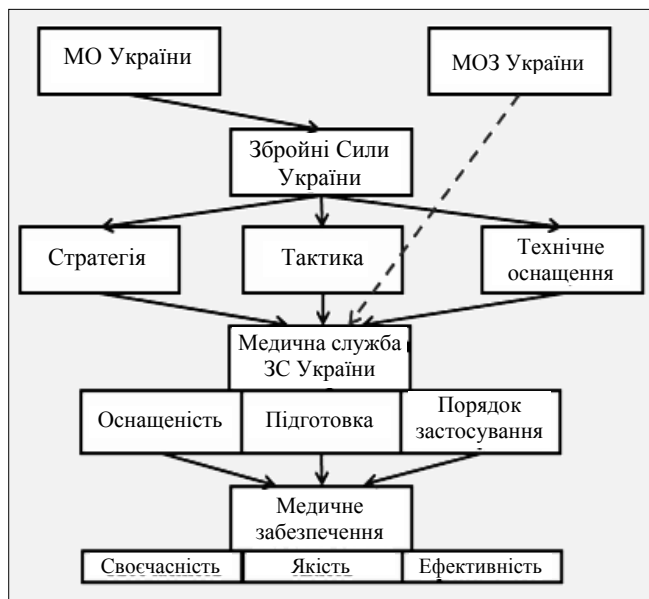 МО України
МОЗ України
Збройні Сили
України
Стратегія
Тактика
Технічне
оснащення
Медична служба
ЗС України
Оснащеність
Підготовка
Порядок
застосування
Медичне
забезпечення
Своєчасність
Якість
Ефективність